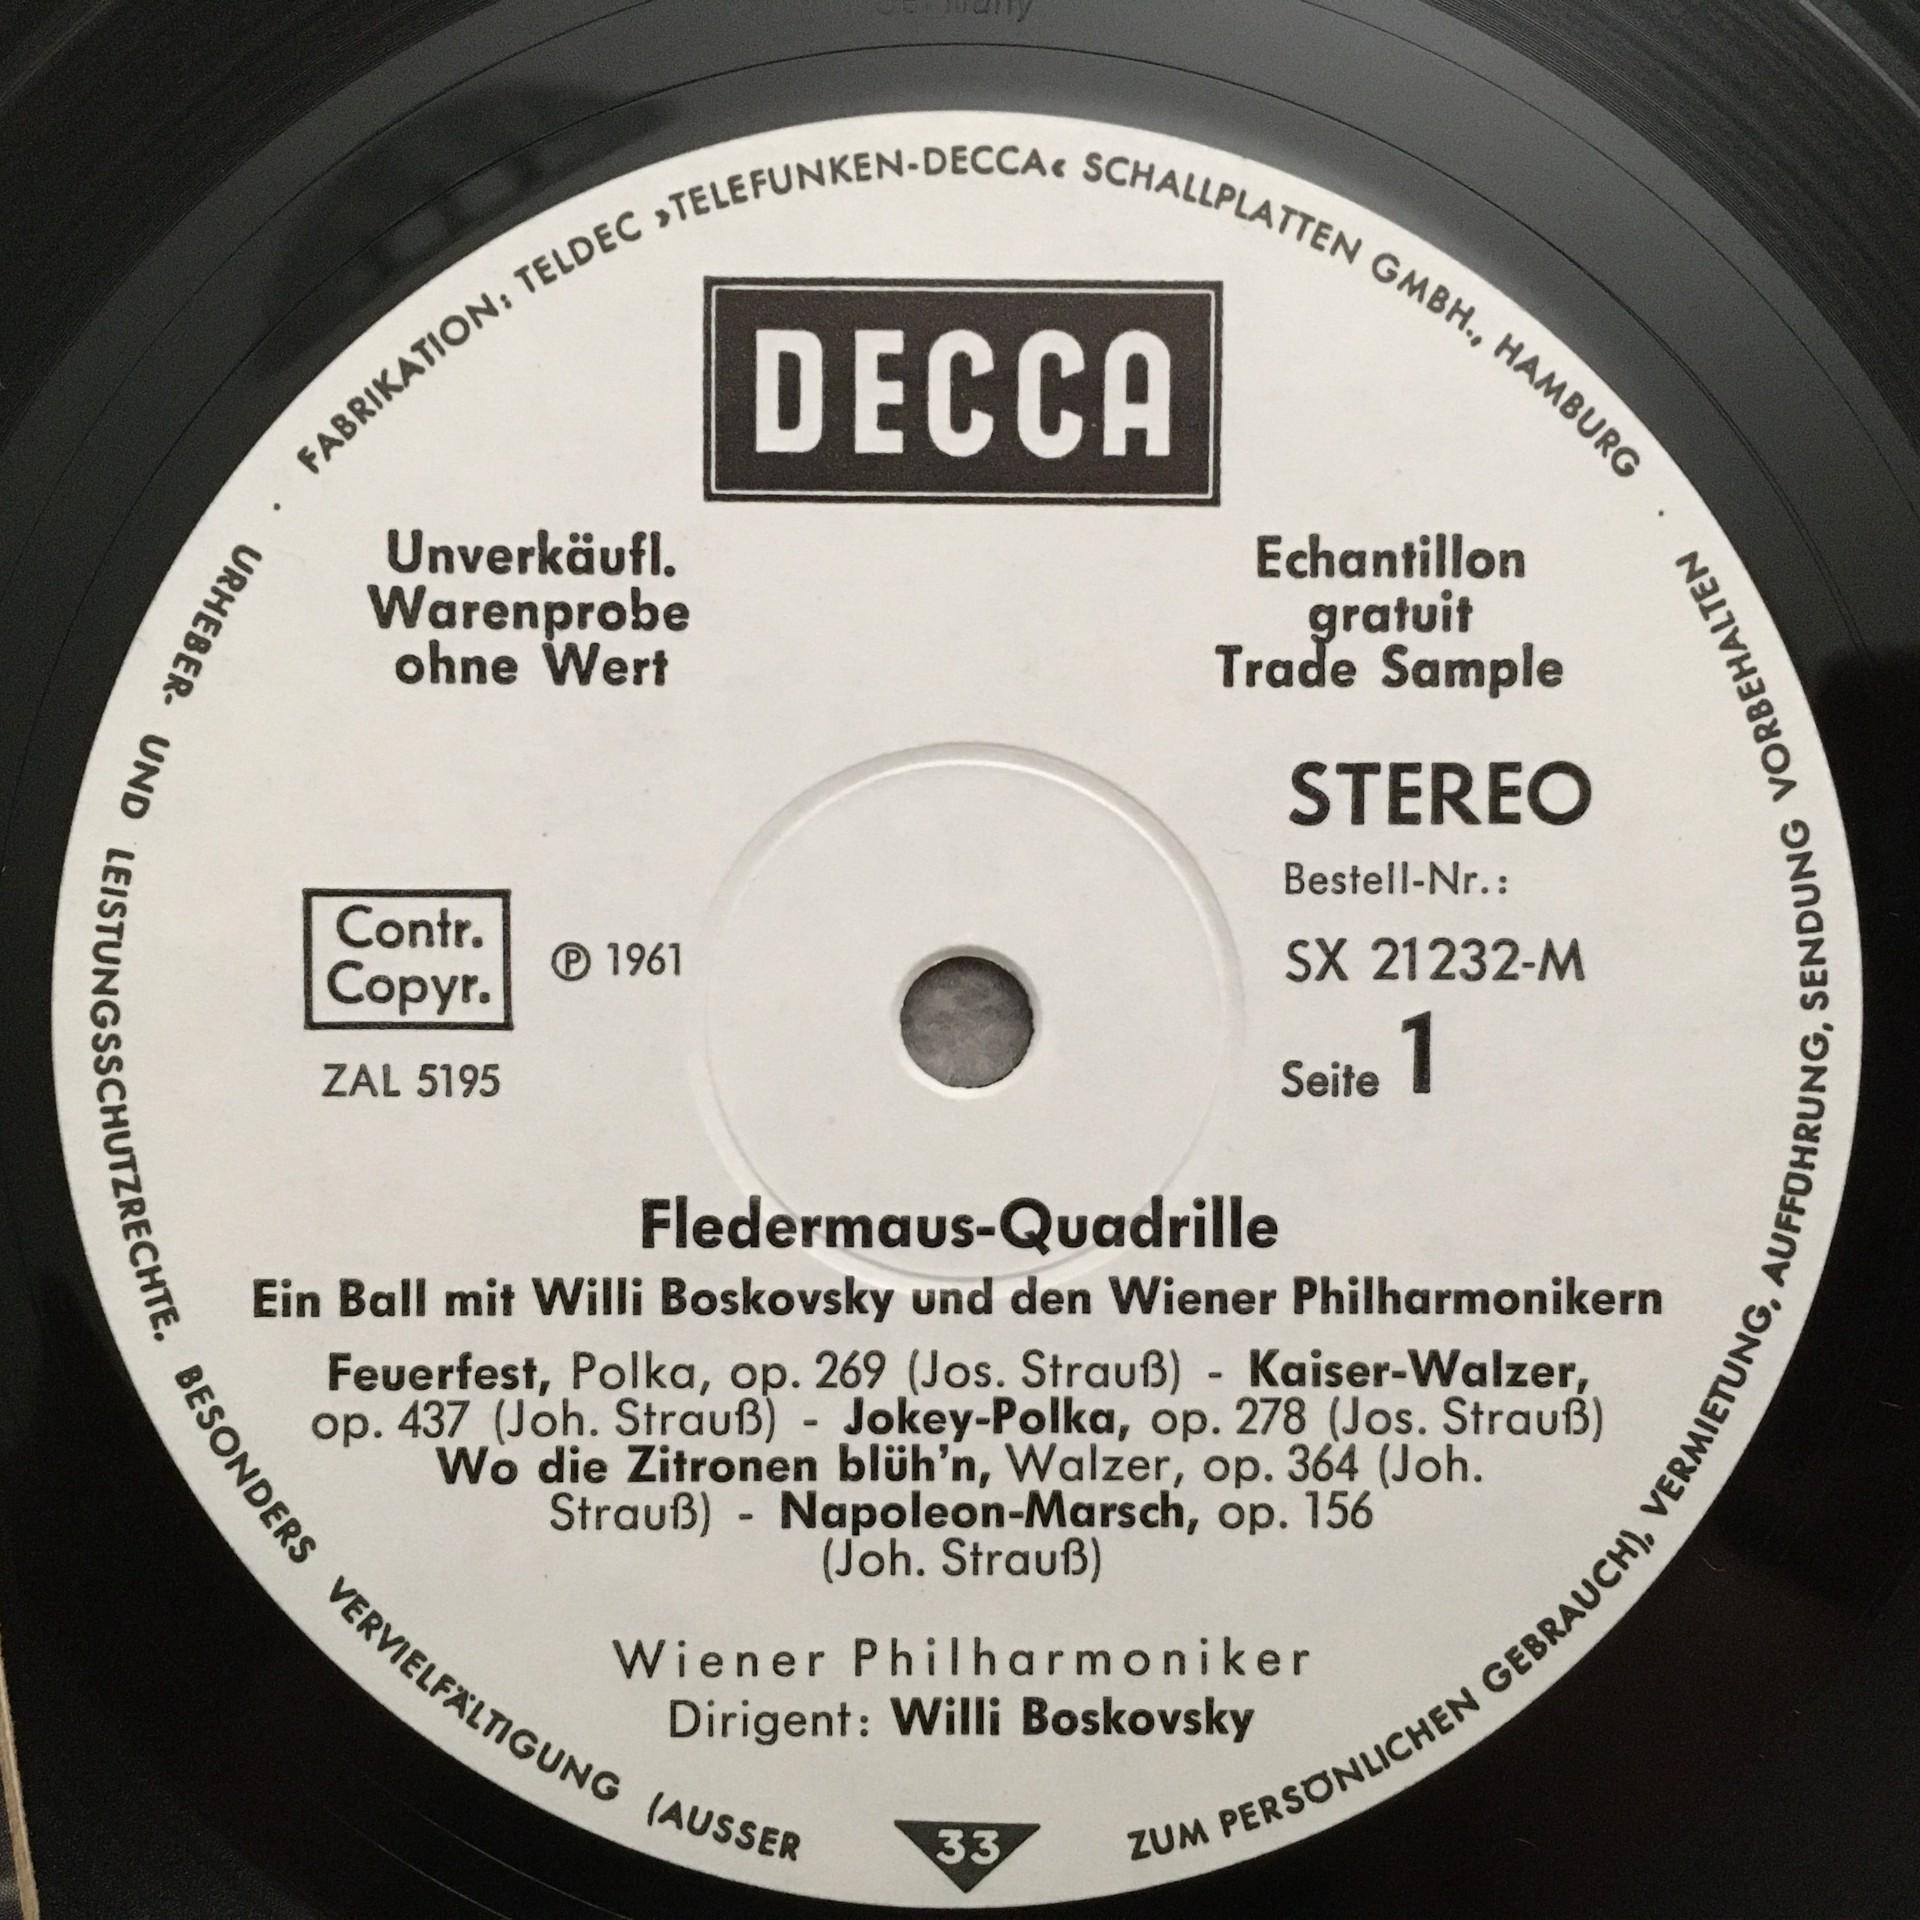 Germany
FABRIKATION: TELDEC »TELEFUNKEN-DECCA« SCHALLPLATTEN GMBH., HAMBURG
DECCA
Unverkäufl.
Warenprobe
ohne Wert
Echantillon
gratuit
Trade Sample
STEREO
Bestell-Nr.:
SX 21232-M
Seite 1
Contr.
Copyr.
℗ 1961
ZAL 5195
Fledermaus-Quadrille
Ein Ball mit Willi Boskovsky und den Wiener Philharmonikern
Feuerfest, Polka, op. 269 (Jos. Strauß) - Kaiser-Walzer,
op. 437 (Joh. Strauß) - Jokey-Polka, op. 278 (Jos. Strauß)
Wo die Zitronen blüh'n, Walzer, op. 364 (Joh.
Strauß) - Napoleon-Marsch, op. 156
(Joh. Strauß)
Wiener Philharmoniker
Dirigent: Willi Boskovsky
33
URHEBER- UND LEISTUNGSSCHUTZRECHTE. BESONDERS VERVIELFÄLTIGUNG (AUSSER ZUM PERSÖNLICHEN GEBRAUCH), VERMIETUNG, AUFFÜHRUNG, SENDUNG VORBEHALTEN